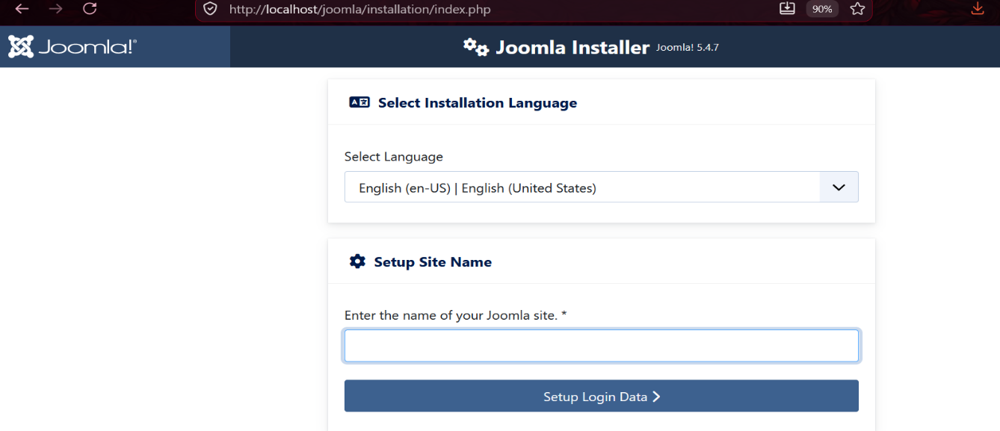 http://localhost/joomla/installation/index.php 90%
Joomla!® Joomla Installer Joomla! 5.4.7
Select Installation Language
Select Language
English (en-US) | English (United States)
Setup Site Name
Enter the name of your Joomla site. *
Setup Login Data